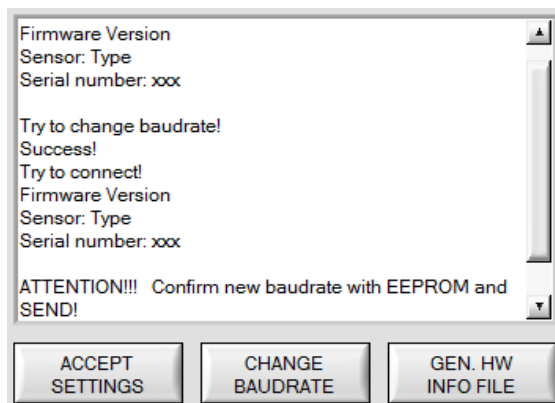 Firmware Version
Sensor: Type
Serial number: xxx
Try to change baudrate!
Success!
Try to connect!
Firmware Version
Sensor: Type
Serial number: xxx
ATTENTION!!!   Confirm new baudrate with EEPROM and
SEND!
ACCEPT
SETTINGS
CHANGE
BAUDRATE
GEN. HW
INFO FILE